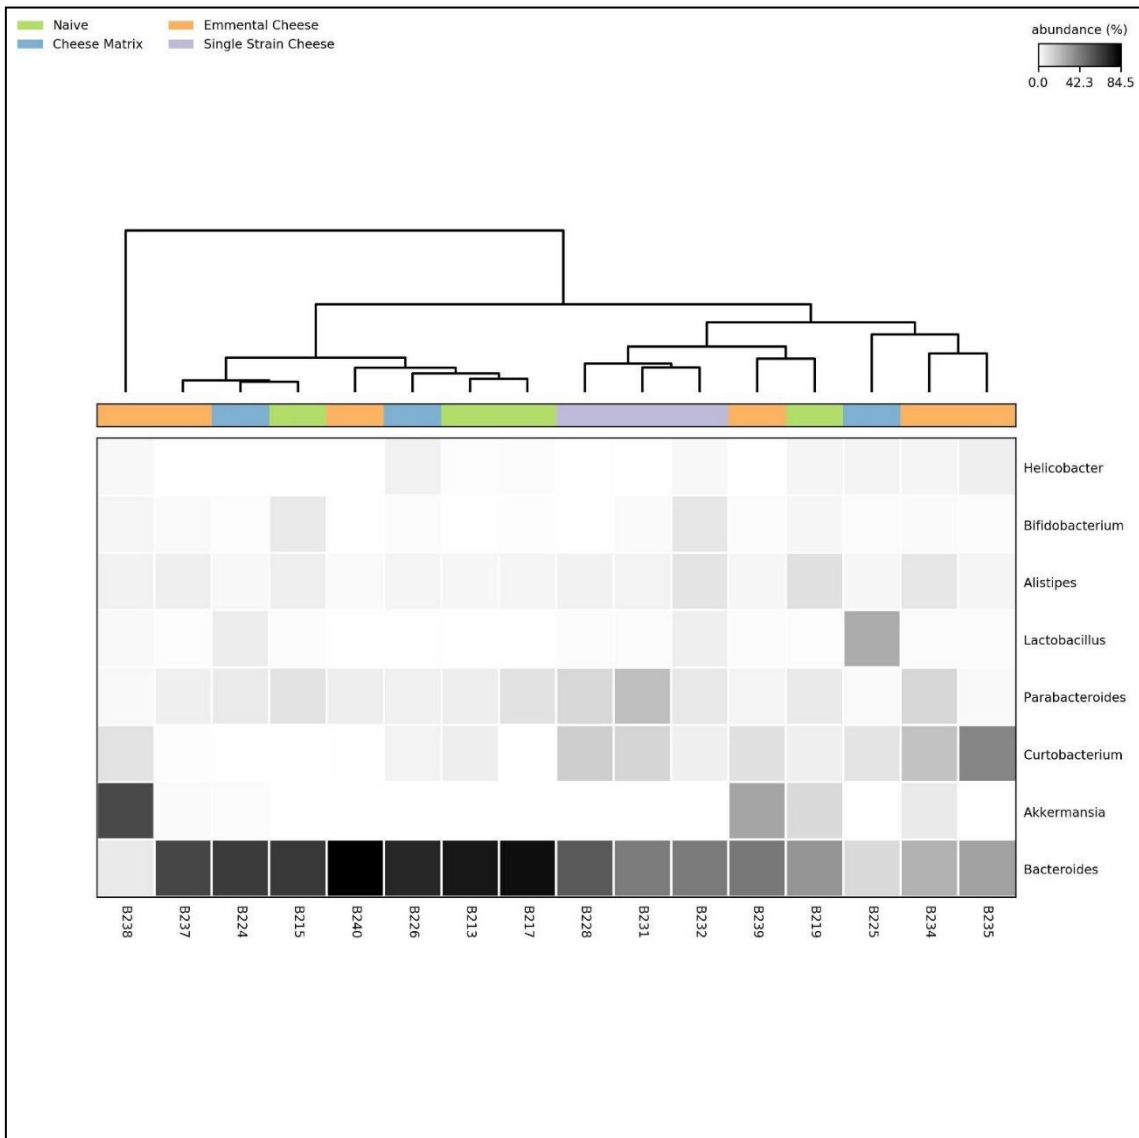 Naive
Emmental Cheese
Cheese Matrix
Single Strain Cheese
abundance (%)
0.0 42.3 84.5
Helicobacter
Bifidobacterium
Alistipes
Lactobacillus
Parabacteroides
Curtobacterium
Akkermansia
Bacteroides
B238 B237 B224 B215 B240 B226 B213 B217 B228 B231 B232 B239 B219 B225 B234 B235